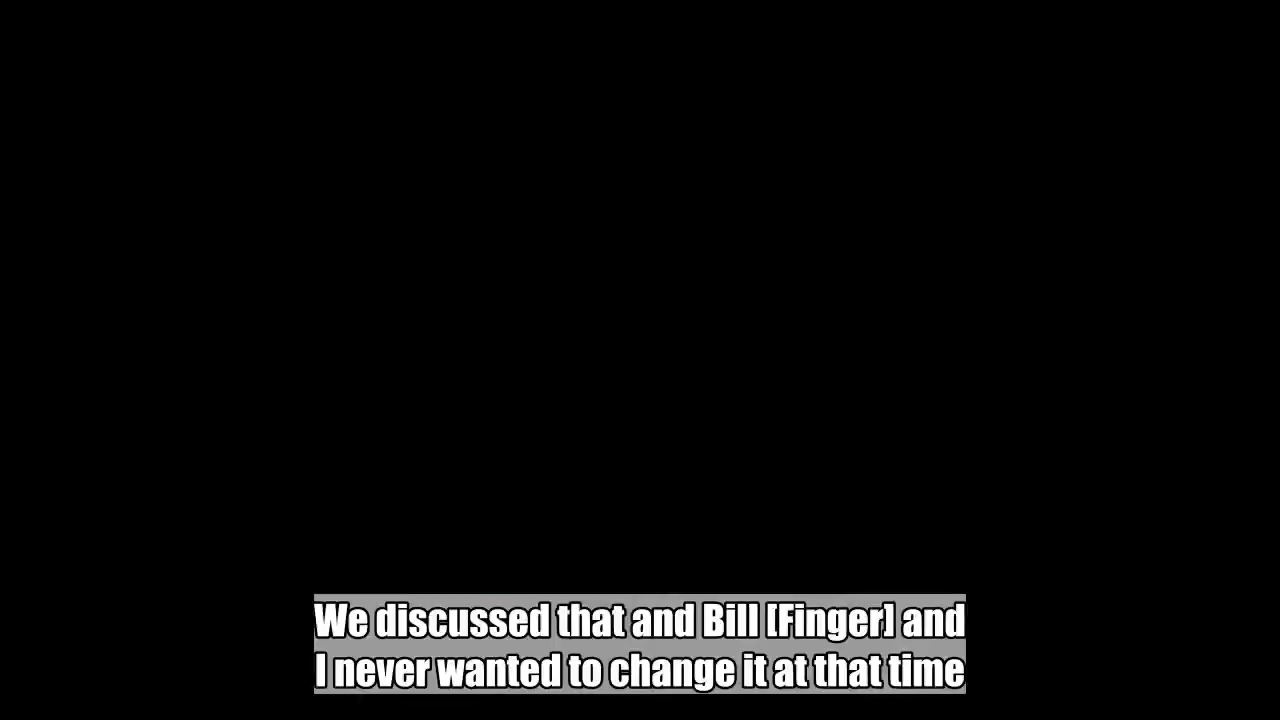 We discussed that and Bill [Finger] and
I never wanted to change it at that time